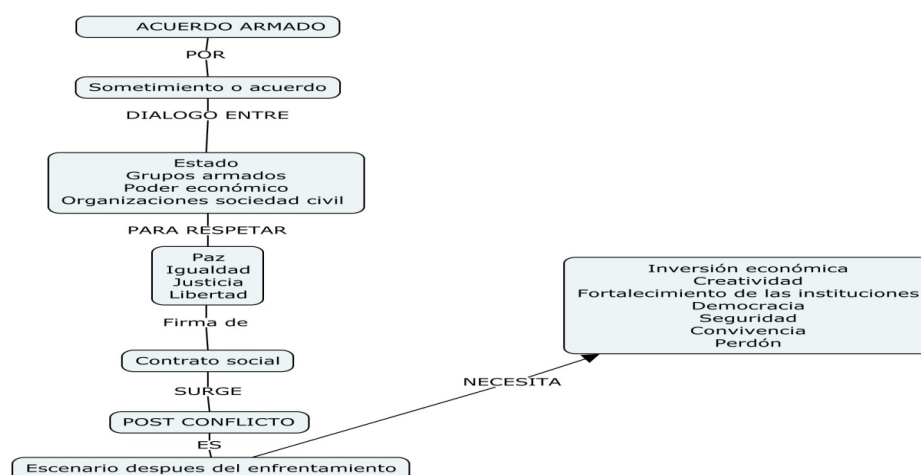 ACUERDO ARMADO
POR
Sometimiento o acuerdo
DIALOGO ENTRE
Estado
Grupos armados
Poder económico
Organizaciones sociedad civil
PARA RESPETAR
Paz
Igualdad
Justicia
Libertad
Firma de
Contrato social
SURGE
POST CONFLICTO
ES
Escenario despues del enfrentamiento
NECESITA
Inversión económica
Creatividad
Fortalecimiento de las instituciones
Democracia
Seguridad
Convivencia
Perdón